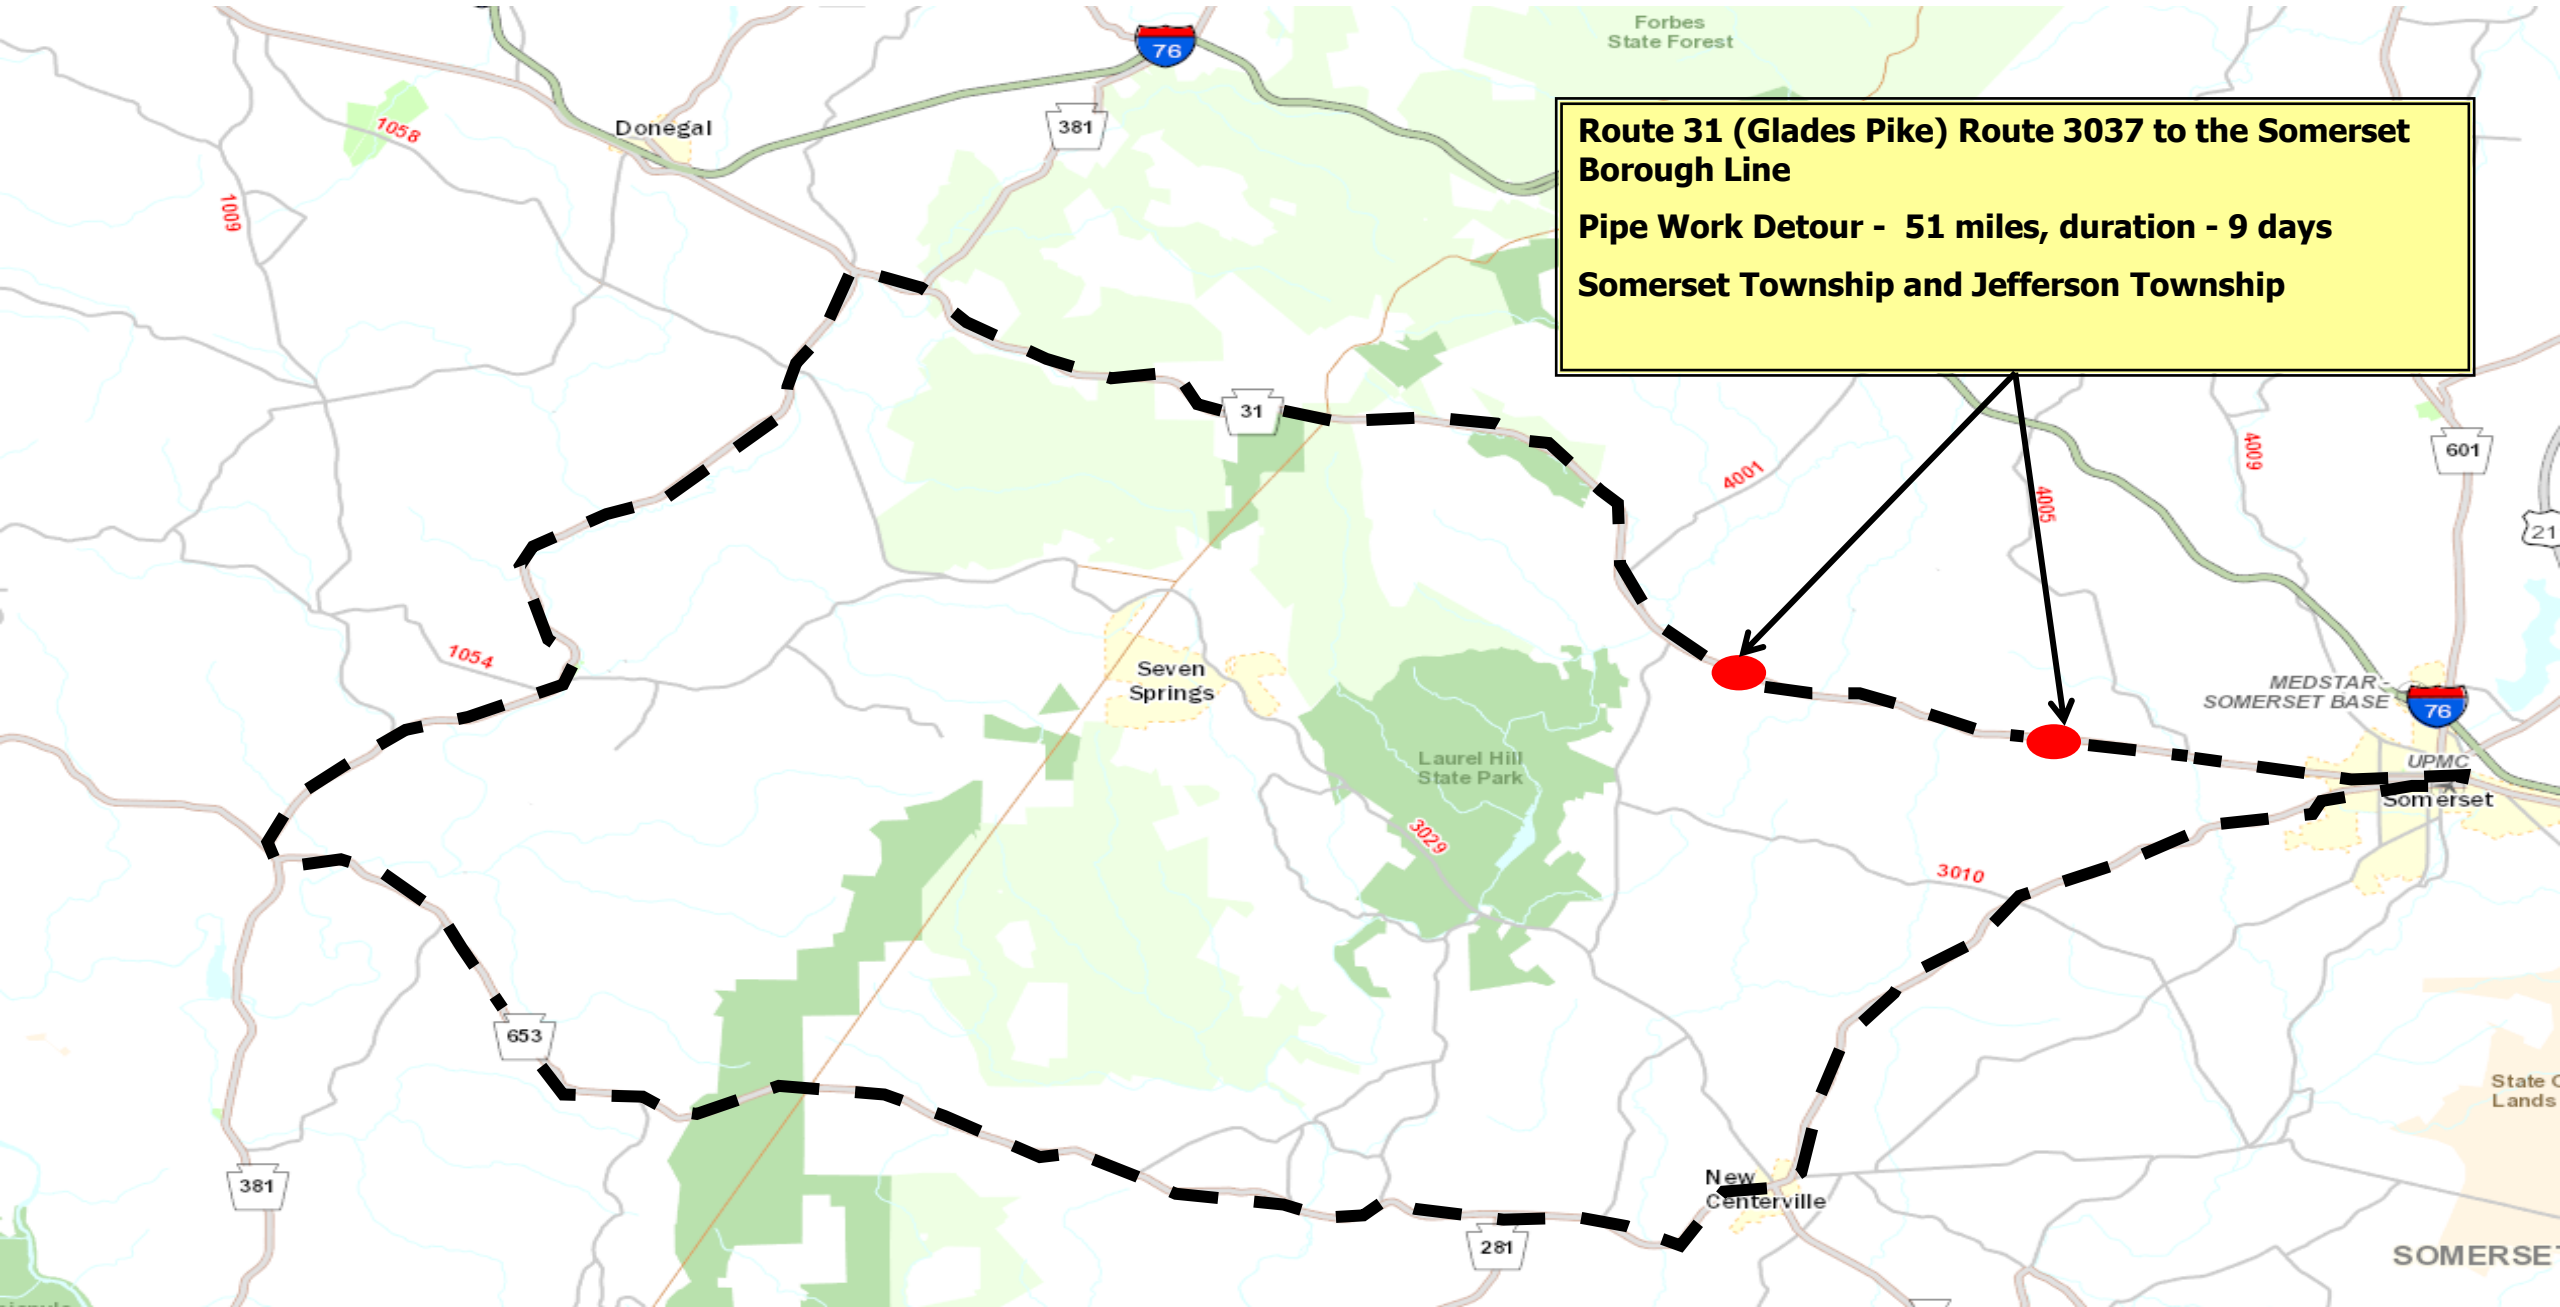 Forbes
State Forest
76
381
Donegal
1058
1009
Route 31 (Glades Pike) Route 3037 to the Somerset
Borough Line
Pipe Work Detour -  51 miles, duration - 9 days
Somerset Township and Jefferson Township
31
4001
4005
4009
601
21
1054
Seven
Springs
MEDSTAR -
SOMERSET BASE
76
UPMC
Somerset
Laurel Hill
State Park
3029
3010
653
State
Lands
New
Centerville
381
281
SOMERSET